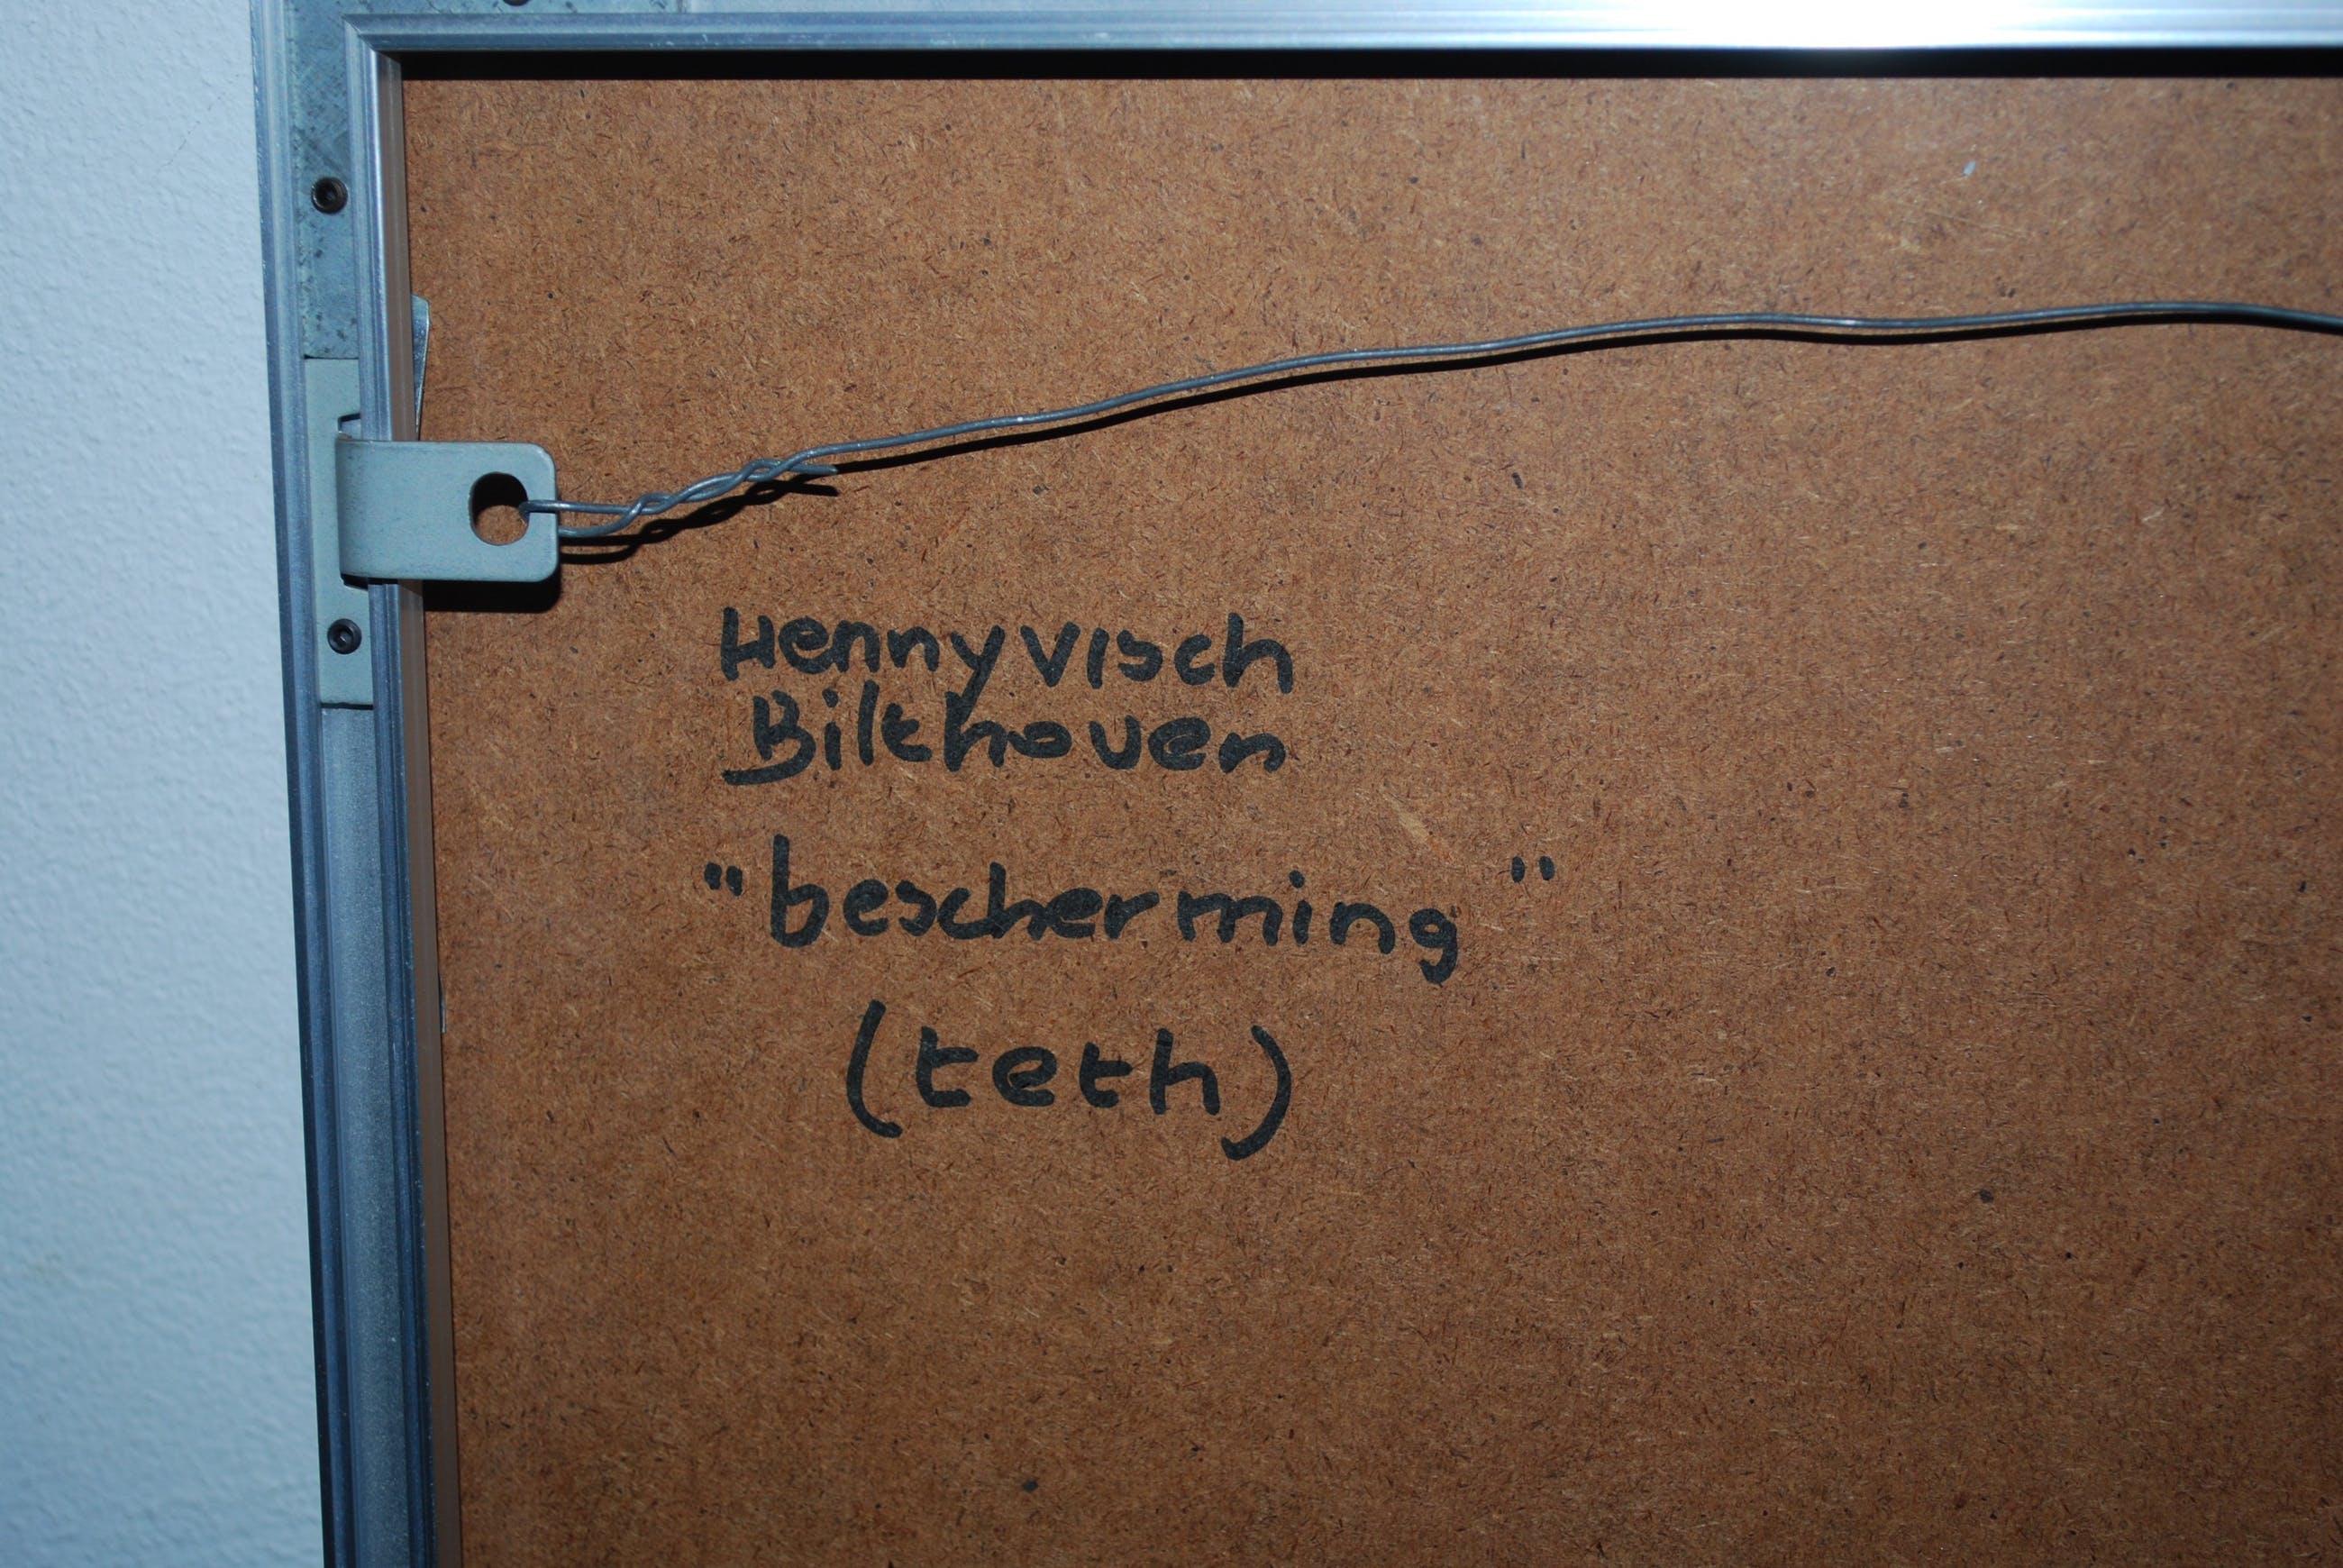 Henny Visch
Bilthoven
"bescherming"
(teth)